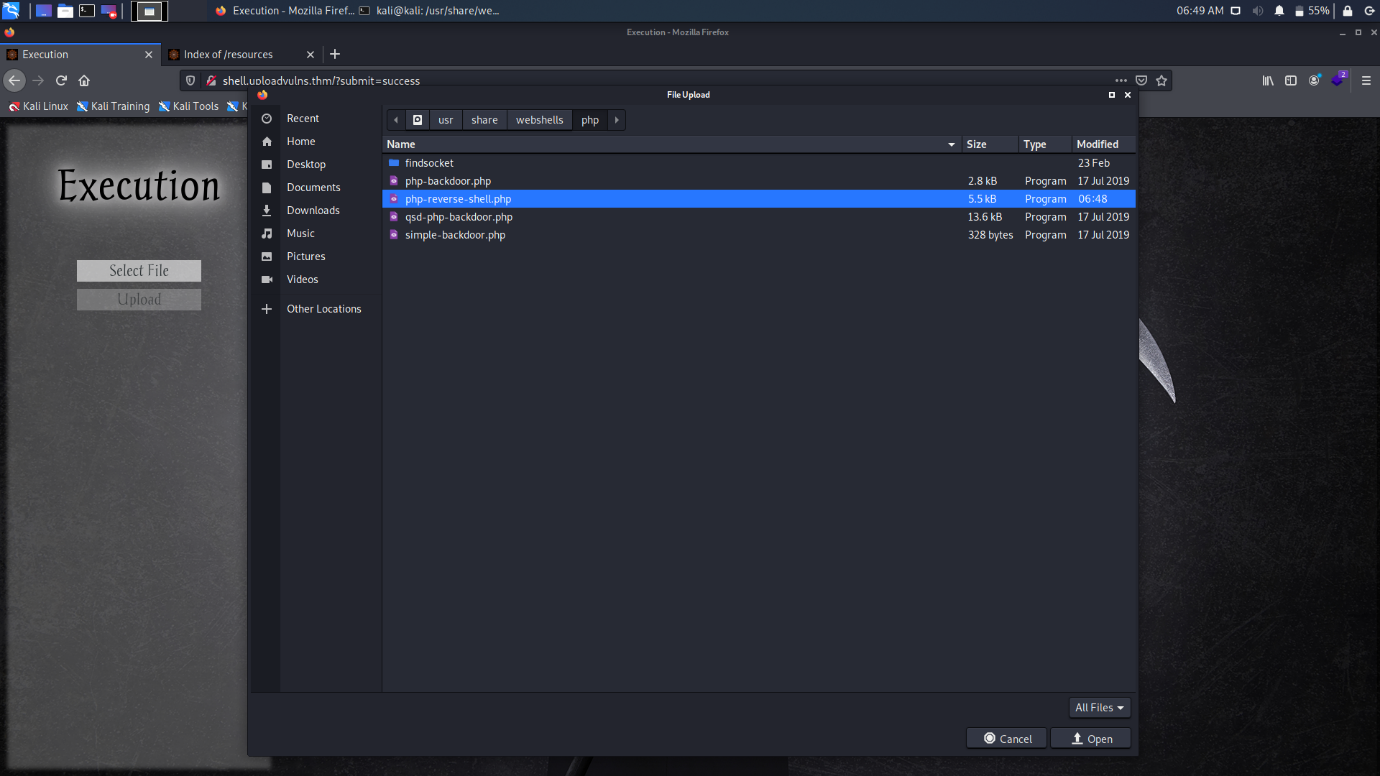 Execution - Mozilla Firef... kali@kali: /usr/share/we... 06:49 AM 55%
Execution - Mozilla Firefox
Execution Index of /resources
shell.uploadvulns.thm/?submit=success 2
Kali Linux Kali Training Kali Tools K
File Upload
Recent usr share webshells php
Home Name Size Type Modified
Desktop findsocket 23 Feb
Documents php-backdoor.php 2.8 kB Program 17 Jul 2019
Downloads php-reverse-shell.php 5.5 kB Program 06:48
Music qsd-php-backdoor.php 13.6 kB Program 17 Jul 2019
Pictures simple-backdoor.php 328 bytes Program 17 Jul 2019
Videos
Other Locations
Execution
Select File
Upload
All Files
Cancel Open